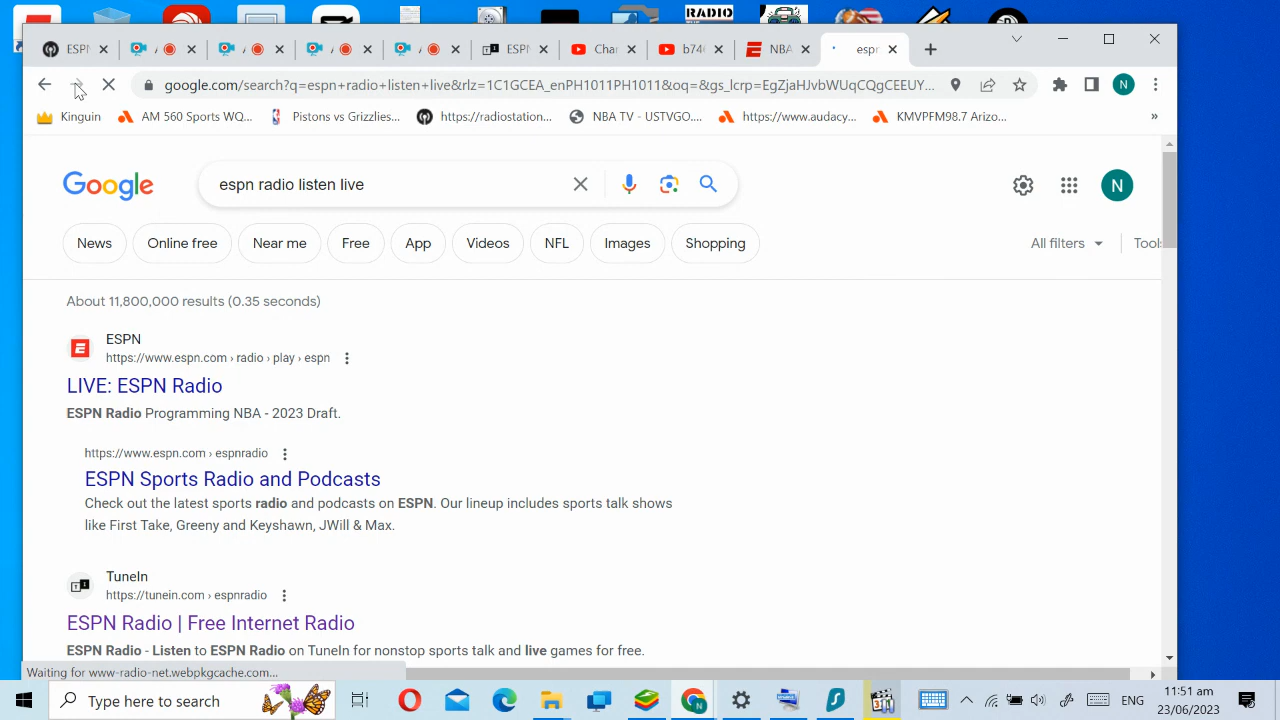 RADIO
ESPN
ESPN
Char
b740
NBA
espr
google.com/search?q=espn+radio+listen+live&rlz=1C1GCEA_enPH1011PH1011&oq=&gs_lcrp=EgZjaHJvbWUqCQgCEEUY...
N
Kinguin
AM 560 Sports WQ...
Pistons vs Grizzlies...
https://radiostation...
NBA TV - USTVGO....
https://www.audacy...
KMVPFM98.7 Arizo...
»
Google
espn radio listen live
N
News
Online free
Near me
Free
App
Videos
NFL
Images
Shopping
All filters
Tools
About 11,800,000 results (0.35 seconds)
ESPN
https://www.espn.com › radio › play › espn
LIVE: ESPN Radio
ESPN Radio Programming NBA - 2023 Draft.
https://www.espn.com › espnradio
ESPN Sports Radio and Podcasts
Check out the latest sports radio and podcasts on ESPN. Our lineup includes sports talk shows
like First Take, Greeny and Keyshawn, JWill & Max.
TuneIn
https://tunein.com › espnradio
ESPN Radio | Free Internet Radio
ESPN Radio - Listen to ESPN Radio on TuneIn for nonstop sports talk and live games for free.
Waiting for www-radio-net.webpkgcache.com...
Type here to search
ENG
11:51 am
23/06/2023